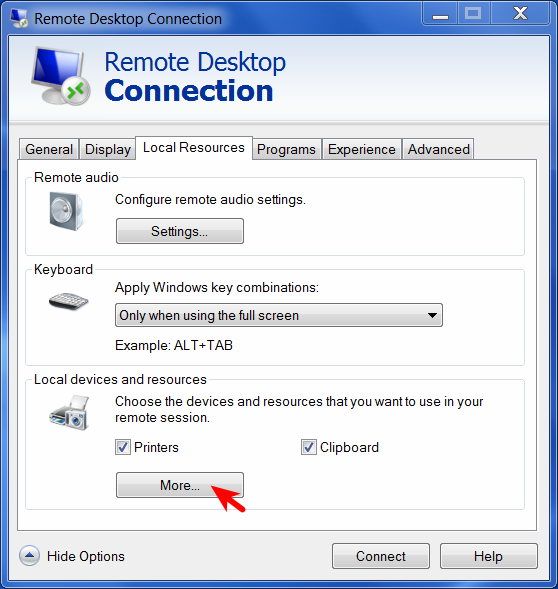 Remote Desktop Connection
Remote Desktop
Connection
General Display Local Resources Programs Experience Advanced
Remote audio
Configure remote audio settings.
Settings...
Keyboard
Apply Windows key combinations:
Only when using the full screen
Example: ALT+TAB
Local devices and resources
Choose the devices and resources that you want to use in your
remote session.
Printers Clipboard
More...
Hide Options Connect Help